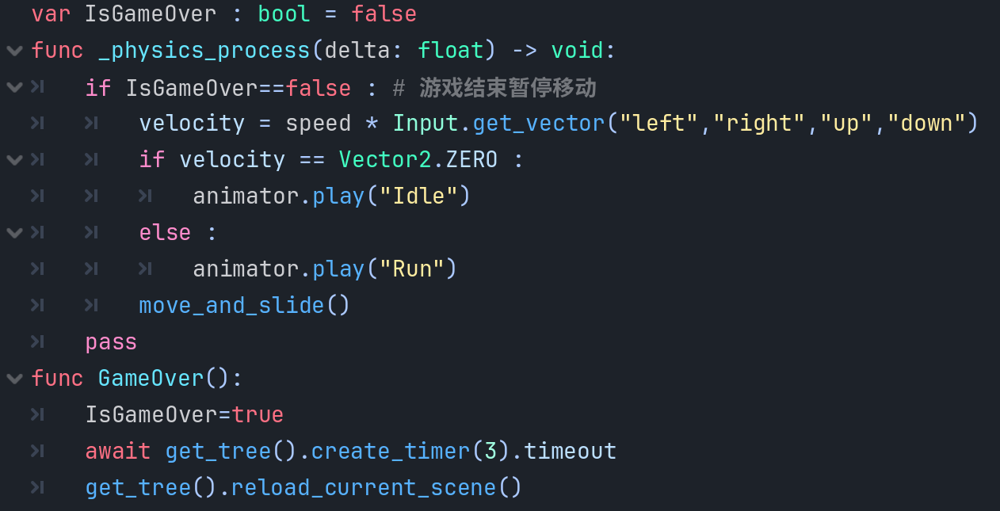 var IsGameOver : bool = false
func _physics_process(delta: float) -> void:
if IsGameOver==false : # 游戏结束暂停移动
velocity = speed * Input.get_vector("left","right","up","down")
if velocity == Vector2.ZERO :
animator.play("Idle")
else :
animator.play("Run")
move_and_slide()
pass
func GameOver():
IsGameOver=true
await get_tree().create_timer(3).timeout
get_tree().reload_current_scene()